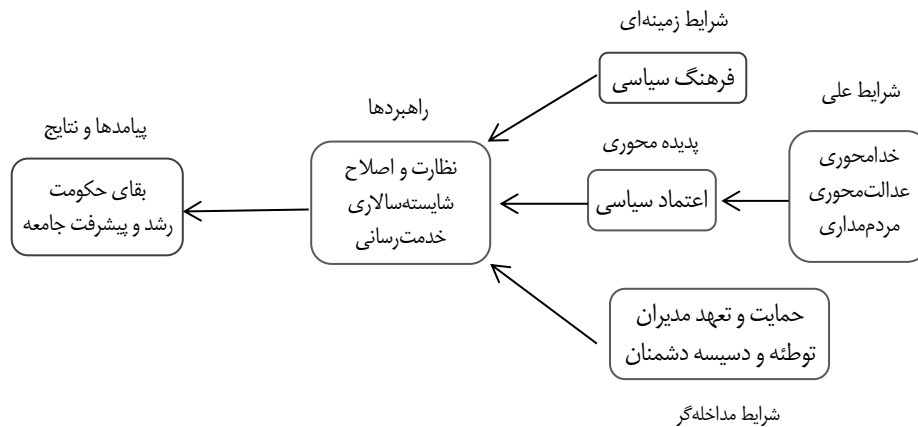 شرایط زمینه‌ای
فرهنگ سیاسی
شرایط علی
خدامحوری
عدالت‌محوری
مردم‌مداری
پدیده محوری
اعتماد سیاسی
راهبردها
نظارت و اصلاح
شایسته‌سالاری
خدمت‌رسانی
پیامدها و نتایج
بقای حکومت
رشد و پیشرفت جامعه
حمایت و تعهد مدیران
توطئه و دسیسه دشمنان
شرایط مداخله‌گر